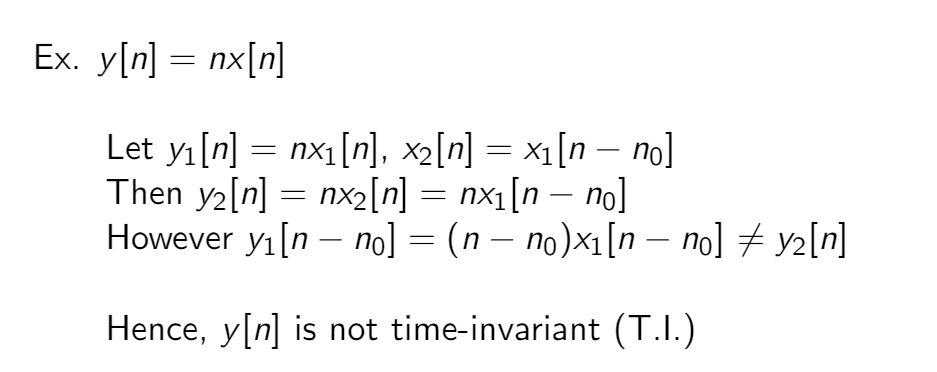 Ex. y[n] = nx[n]
Let y₁[n] = nx₁[n], x₂[n] = x₁[n − n₀]
Then y₂[n] = nx₂[n] = nx₁[n − n₀]
However y₁[n − n₀] = (n − n₀)x₁[n − n₀] ≠ y₂[n]
Hence, y[n] is not time-invariant (T.I.)